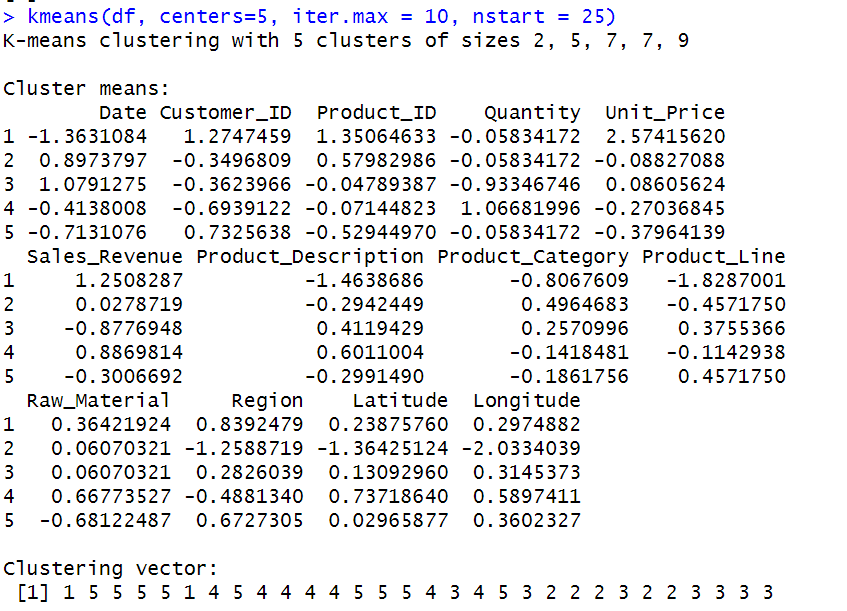 > kmeans(df, centers=5, iter.max = 10, nstart = 25)
K-means clustering with 5 clusters of sizes 2, 5, 7, 7, 9

Cluster means:
        Date Customer_ID  Product_ID    Quantity  Unit_Price
1 -1.3631084   1.2747459  1.35064633 -0.05834172  2.57415620
2  0.8973797  -0.3496809  0.57982986 -0.05834172 -0.08827088
3  1.0791275  -0.3623966 -0.04789387 -0.93346746  0.08605624
4 -0.4138008  -0.6939122 -0.07144823  1.06681996 -0.27036845
5 -0.7131076   0.7325638 -0.52944970 -0.05834172 -0.37964139
  Sales_Revenue Product_Description Product_Category Product_Line
1     1.2508287          -1.4638686       -0.8067609   -1.8287001
2     0.0278719          -0.2942449        0.4964683   -0.4571750
3    -0.8776948           0.4119429        0.2570996    0.3755366
4     0.8869814           0.6011004       -0.1418481   -0.1142938
5    -0.3006692          -0.2991490       -0.1861756    0.4571750
  Raw_Material     Region    Latitude  Longitude
1   0.36421924  0.8392479  0.23875760  0.2974882
2   0.06070321 -1.2588719 -1.36425124 -2.0334039
3   0.06070321  0.2826039  0.13092960  0.3145373
4   0.66773527 -0.4881340  0.73718640  0.5897411
5  -0.68122487  0.6727305  0.02965877  0.3602327

Clustering vector:
 [1] 1 5 5 5 5 1 4 5 4 4 4 4 5 5 5 4 3 4 5 3 2 2 2 3 2 2 3 3 3 3